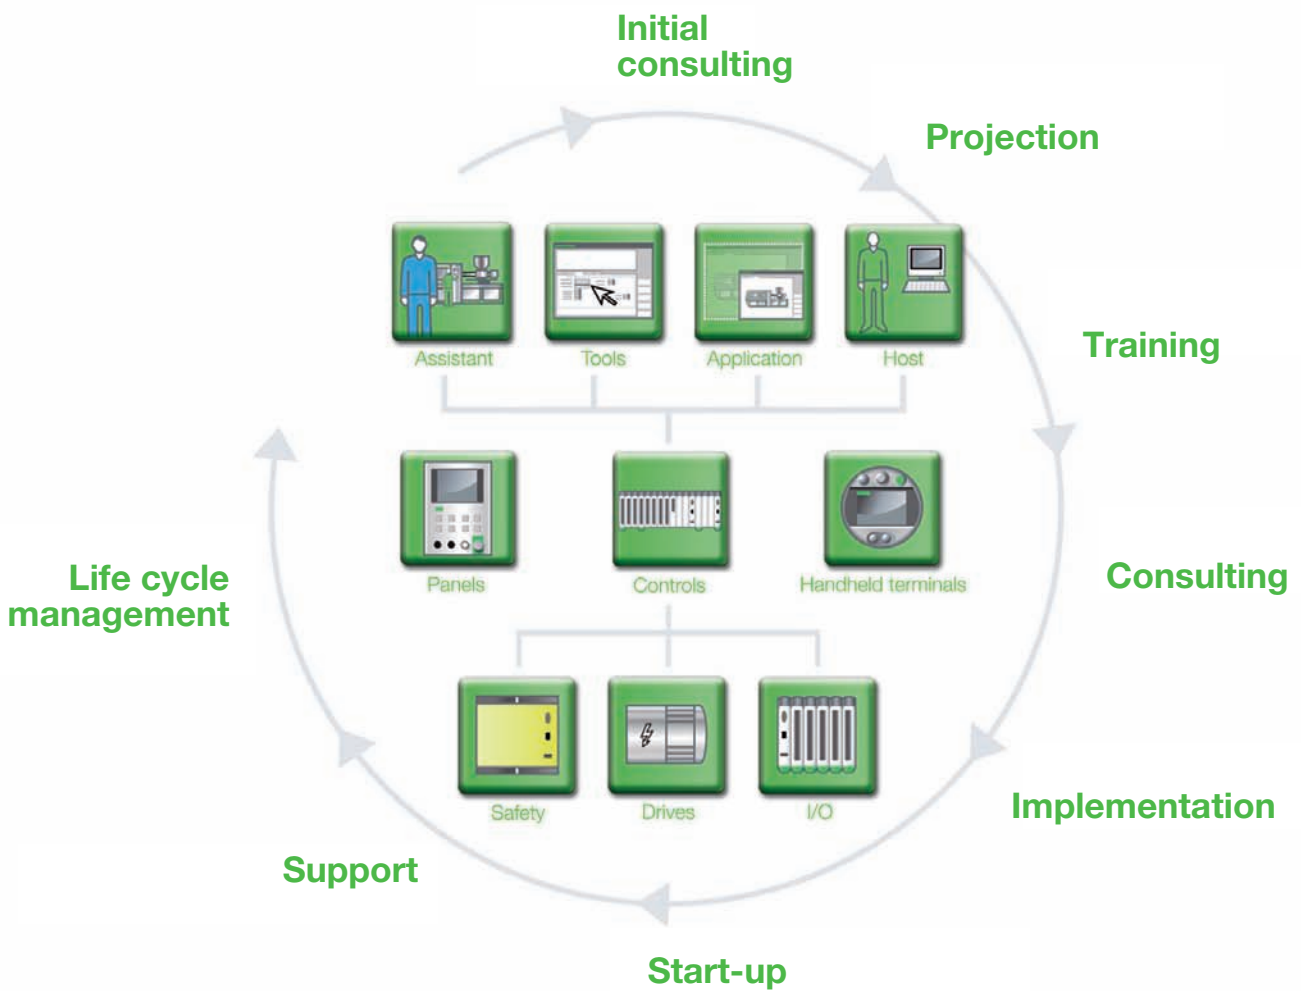 Initial
consulting
Projection
Assistant
Tools
Application
Host
Training
Panels
Controls
Handheld terminals
Life cycle
management
Consulting
Safety
Drives
I/O
Implementation
Support
Start-up